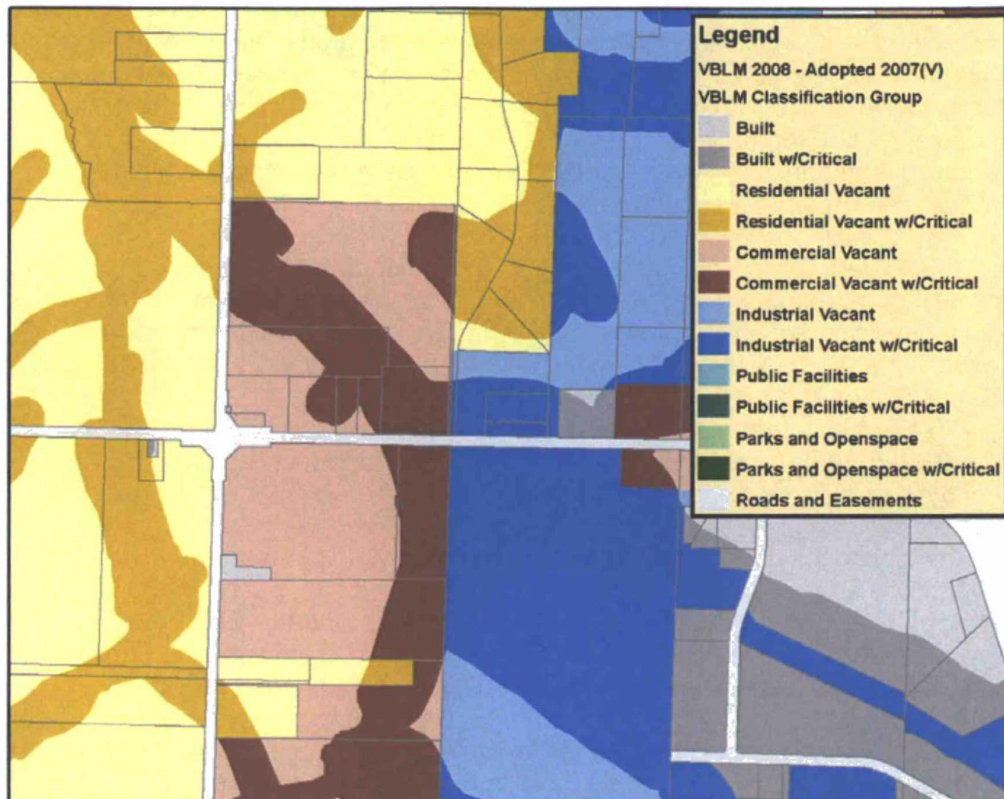 Legend
VBLM 2008 - Adopted 2007(V)
VBLM Classification Group
Built
Built w/Critical
Residential Vacant
Residential Vacant w/Critical
Commercial Vacant
Commercial Vacant w/Critical
Industrial Vacant
Industrial Vacant w/Critical
Public Facilities
Public Facilities w/Critical
Parks and Openspace
Parks and Openspace w/Critical
Roads and Easements